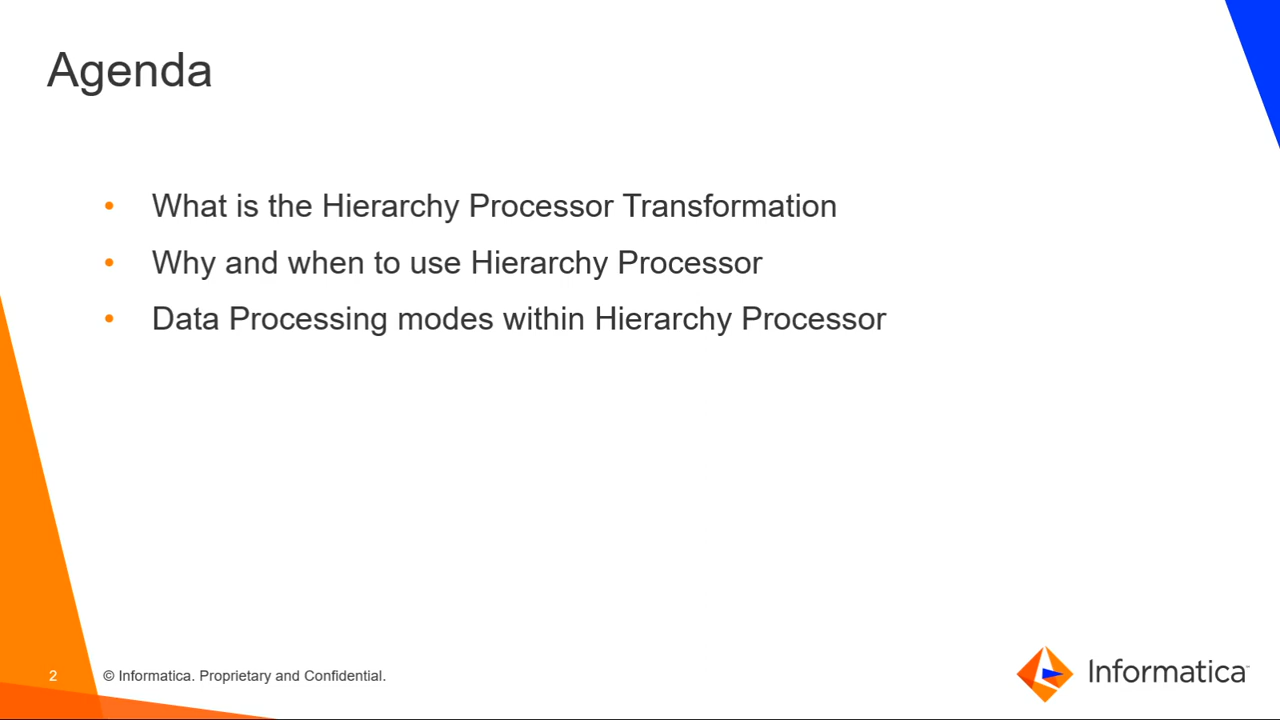 Agenda
• What is the Hierarchy Processor Transformation
• Why and when to use Hierarchy Processor
• Data Processing modes within Hierarchy Processor
2 © Informatica. Proprietary and Confidential.
Informatica™